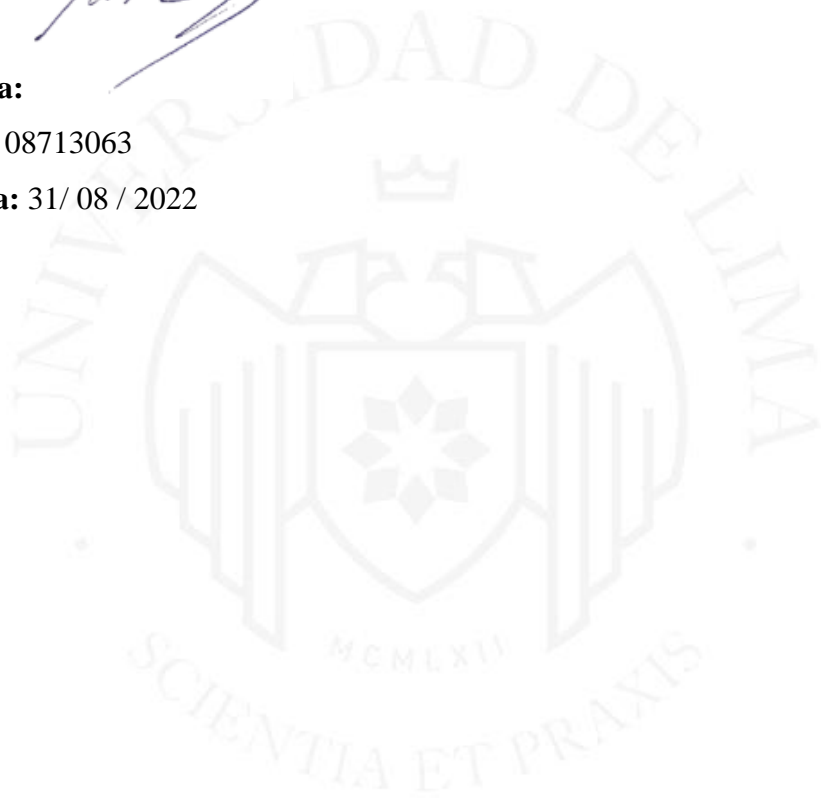 a:
08713063
a: 31/ 08 / 2022
UNIVERSIDAD DE LIMA
MCMLXII
SCIENTIA ET PRAXIS